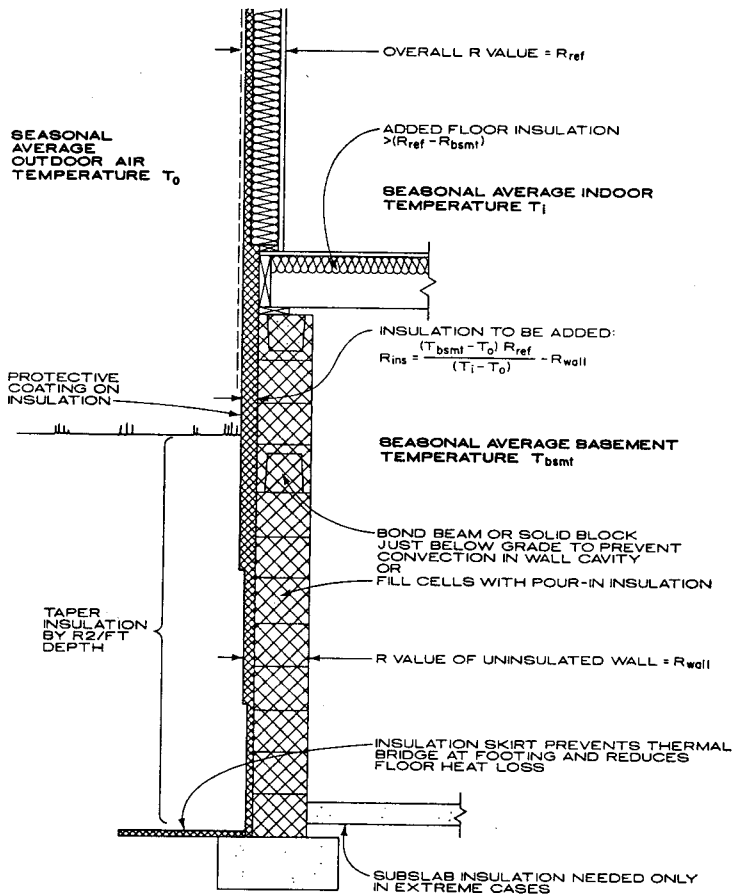 OVERALL R VALUE = Rref
SEASONAL
AVERAGE
OUTDOOR AIR
TEMPERATURE To
ADDED FLOOR INSULATION
>(Rref – Rbsmt)
SEASONAL AVERAGE INDOOR
TEMPERATURE Ti
INSULATION TO BE ADDED:
Rins = (Tbsmt – To) Rref / (Ti – To) – Rwall
PROTECTIVE
COATING ON
INSULATION
SEASONAL AVERAGE BASEMENT
TEMPERATURE Tbsmt
BOND BEAM OR SOLID BLOCK
JUST BELOW GRADE TO PREVENT
CONVECTION IN WALL CAVITY
OR
FILL CELLS WITH POUR-IN INSULATION
TAPER
INSULATION
BY R2/FT
DEPTH
R VALUE OF UNINSULATED WALL = Rwall
INSULATION SKIRT PREVENTS THERMAL
BRIDGE AT FOOTING AND REDUCES
FLOOR HEAT LOSS
SUBSLAB INSULATION NEEDED ONLY
IN EXTREME CASES